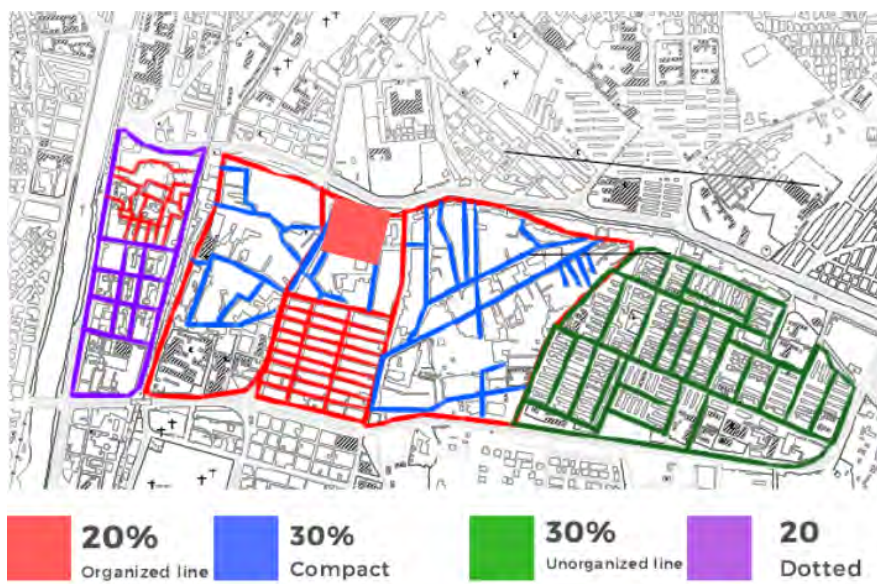 20%
Organized line
30%
Compact
30%
Unorganized line
20
Dotted